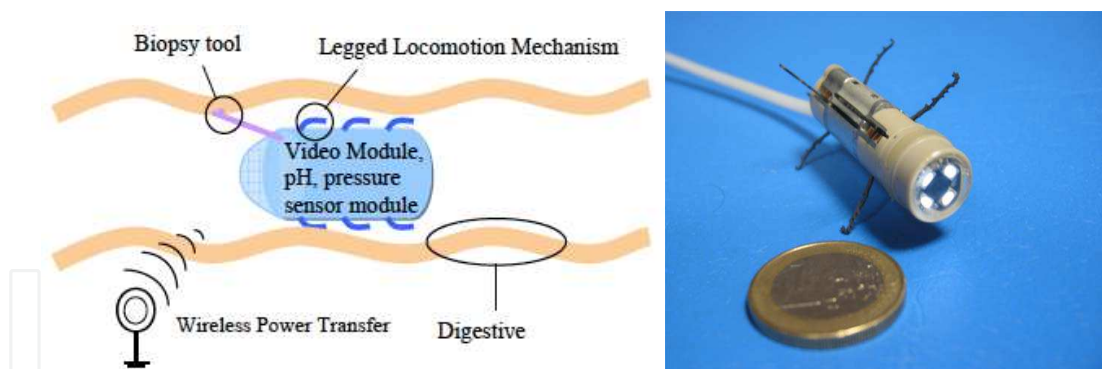 Biopsy tool
Legged Locomotion Mechanism
Video Module,
pH, pressure
sensor module
Wireless Power Transfer
Digestive